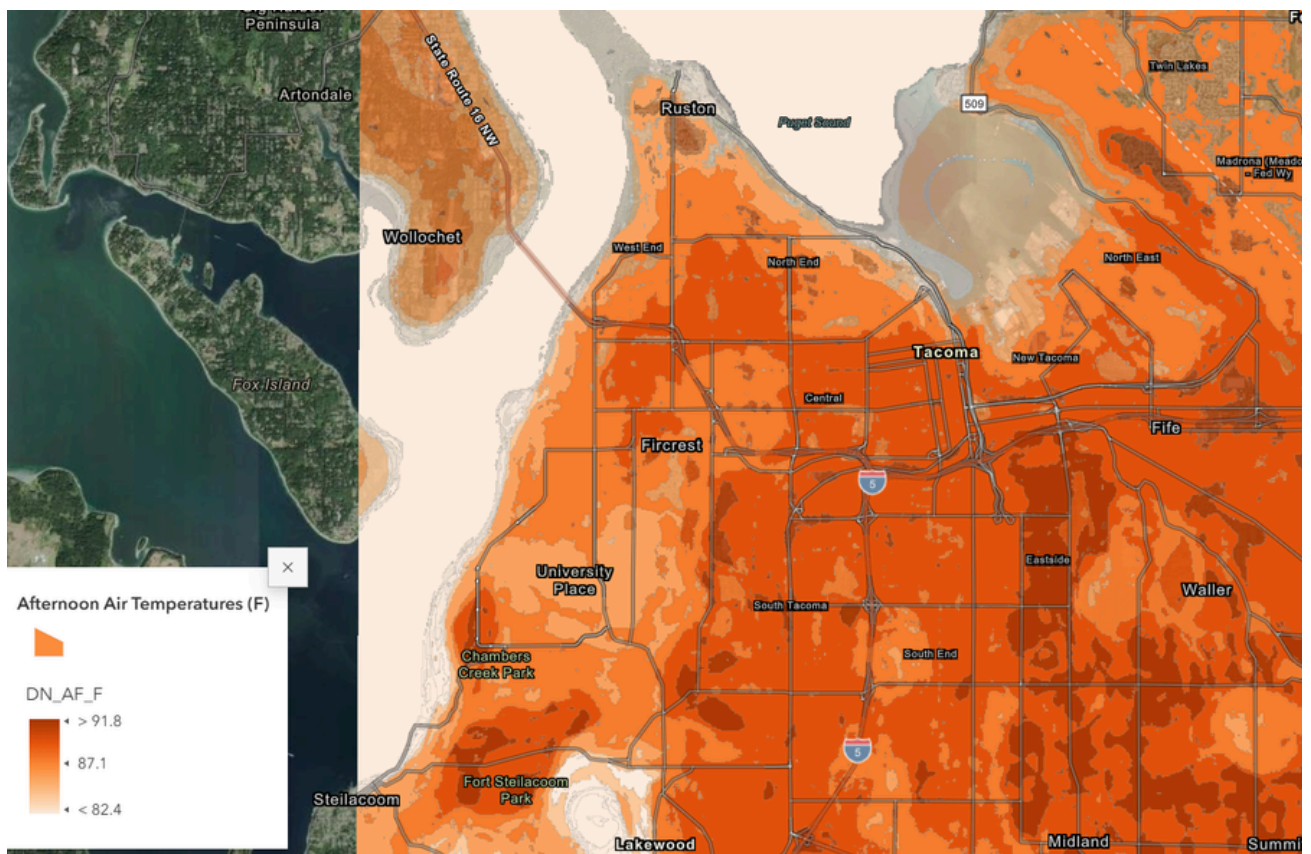 Peninsula
Artondale
State Route 16 NW
Wollochet
Fox Island
Ruston
Puget Sound
509
Twin Lakes
Madrona (Meado
- Fed Wy
West End
North End
North East
Tacoma
New Tacoma
Central
Fircrest
Fife
5
Eastside
University
Place
Waller
South Tacoma
South End
Chambers
Creek Park
5
Fort Steilacoom
Park
Steilacoom
Lakewood
Midland
Summi
Afternoon Air Temperatures (F)
DN_AF_F
> 91.8
87.1
< 82.4